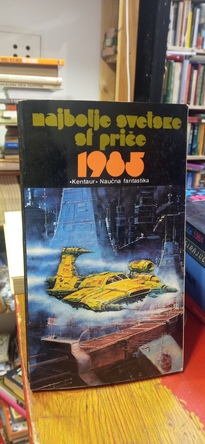 najbolje svetske
sf priče
1985
•Kentaur• Naučna fantastika